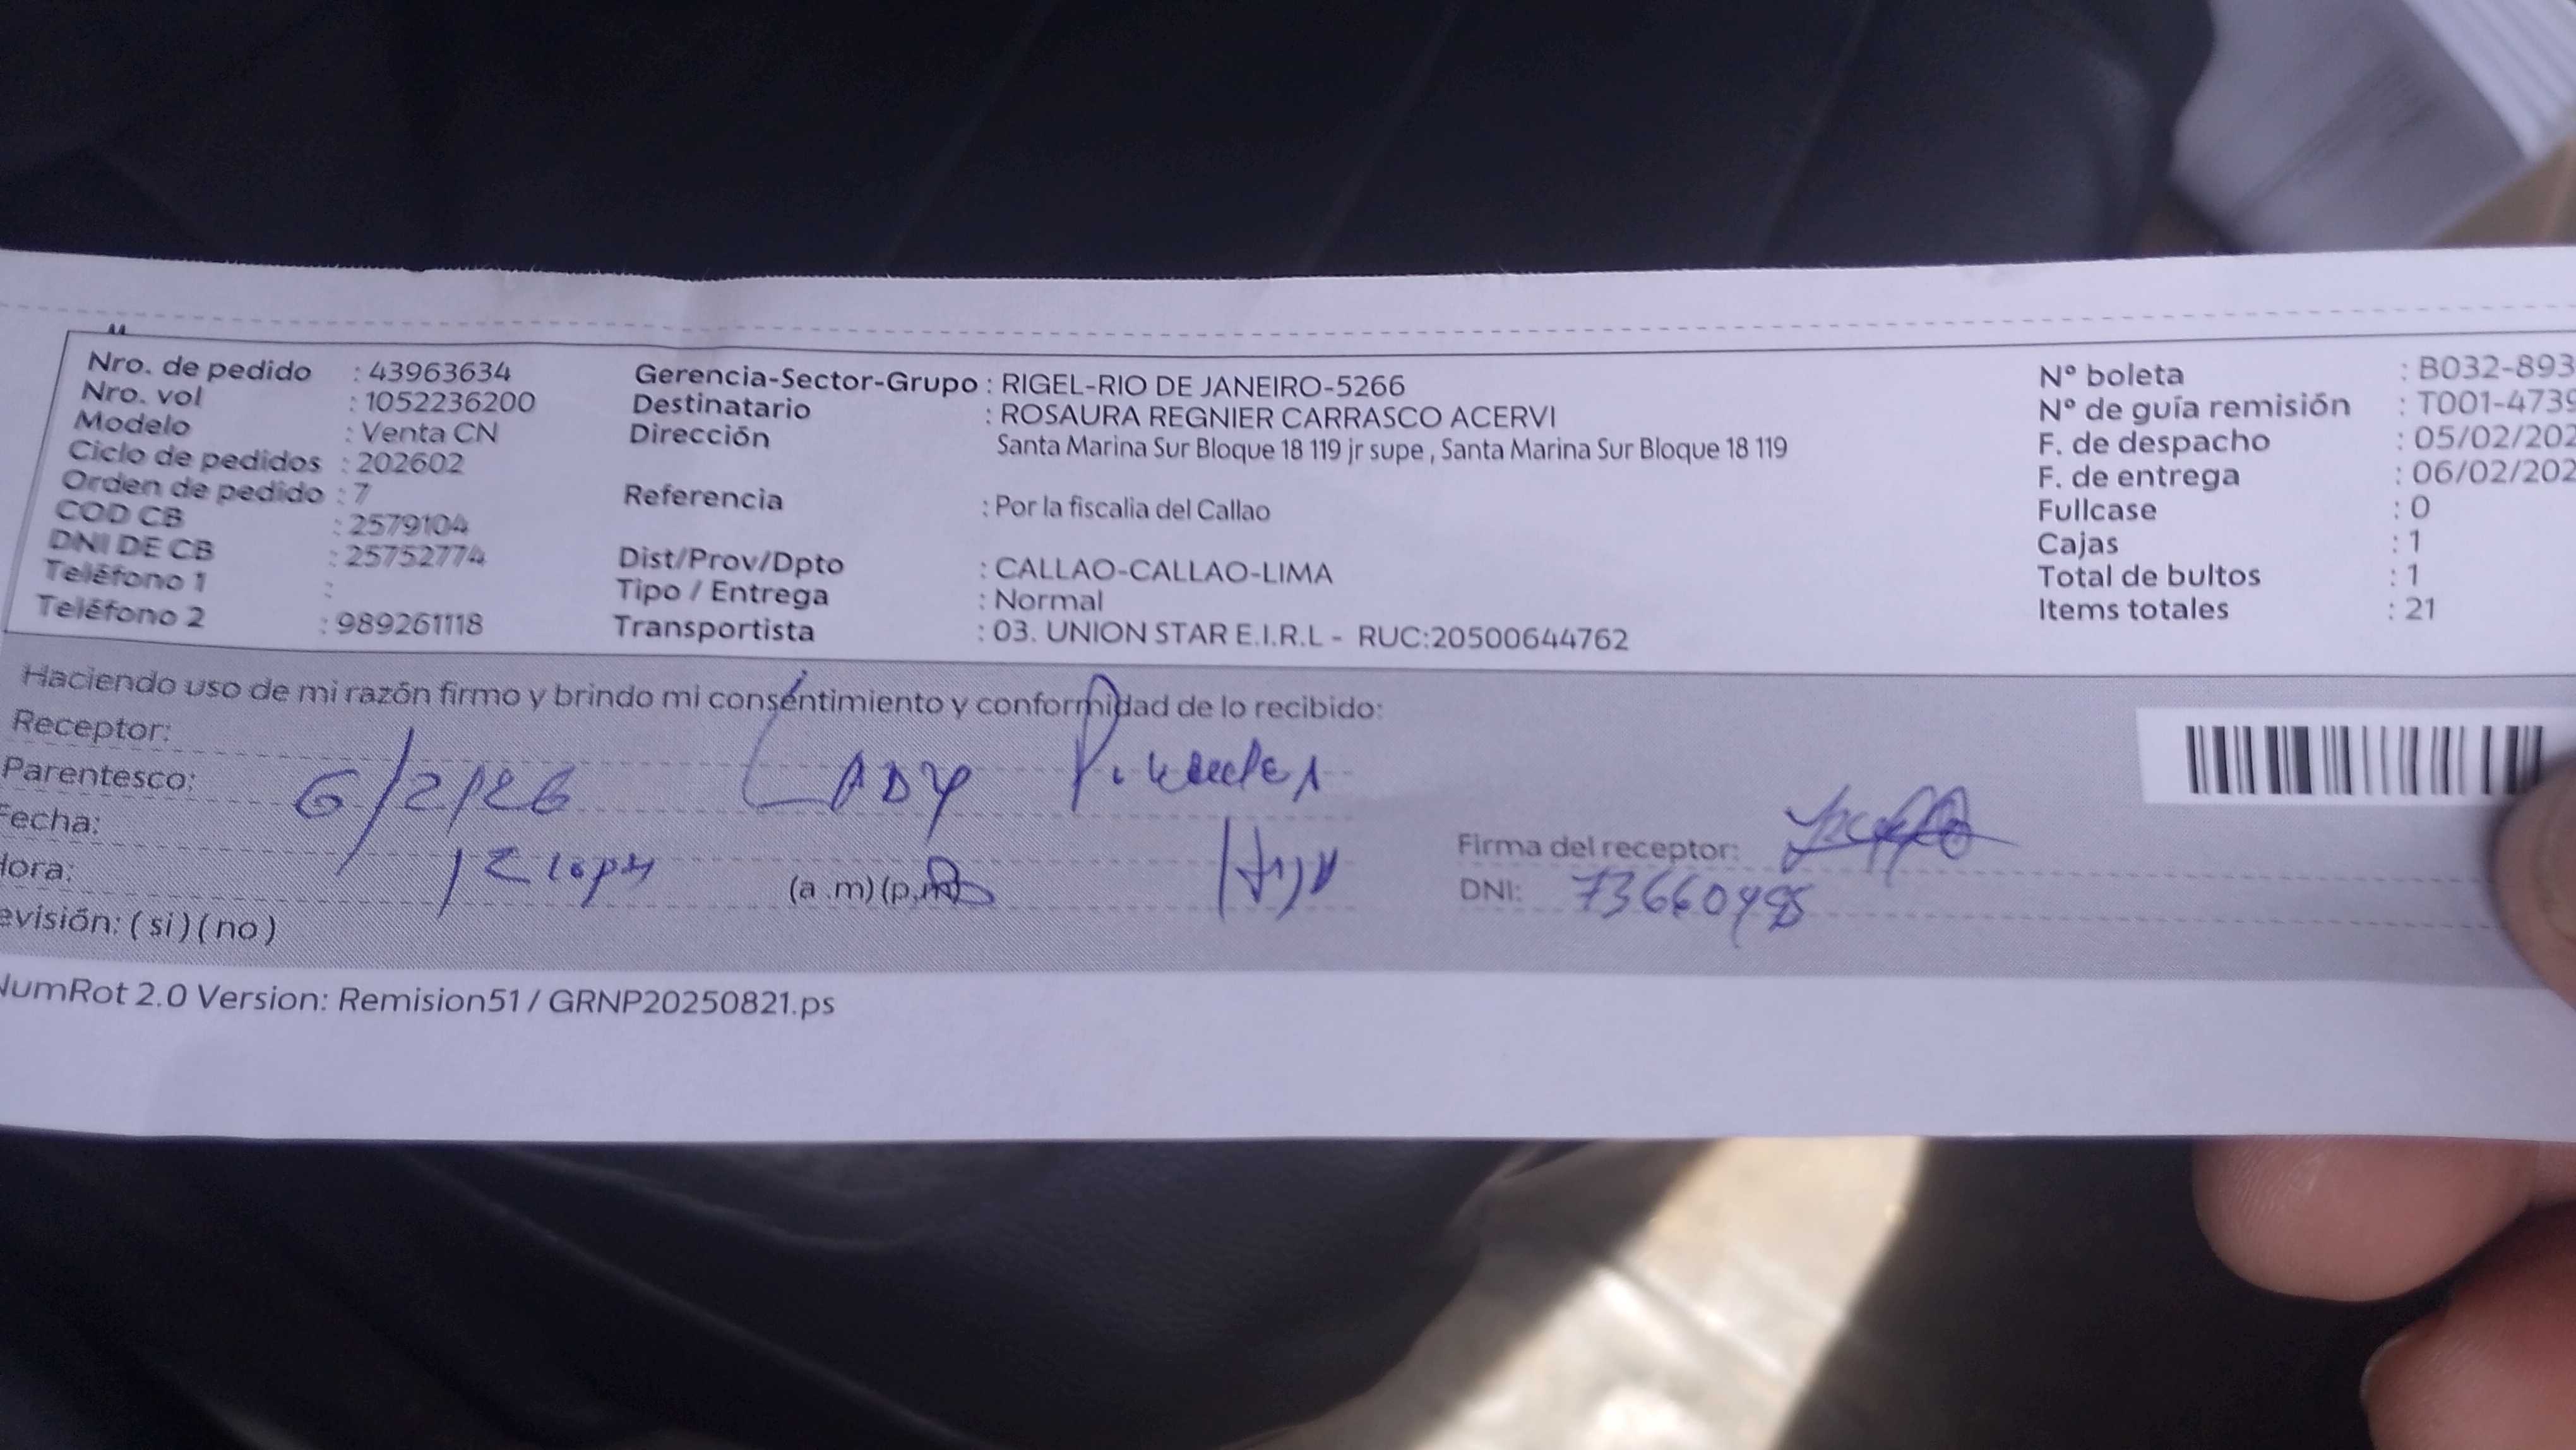 Nro. de pedido : 43963634
Nro. vol : 1052236200
Modelo : Venta CN
Ciclo de pedidos : 202602
Orden de pedido : 7
COD CB : 2579104
DNI DE CB : 25752774
Teléfono 1 :
Teléfono 2 : 989261118
Gerencia-Sector-Grupo : RIGEL-RIO DE JANEIRO-5266
Destinatario : ROSAURA REGNIER CARRASCO ACERVI
Dirección Santa Marina Sur Bloque 18 119 jr supe , Santa Marina Sur Bloque 18 119
Referencia : Por la fiscalia del Callao
Dist/Prov/Dpto : CALLAO-CALLAO-LIMA
Tipo / Entrega : Normal
Transportista : 03. UNION STAR E.I.R.L - RUC:20500644762
Nº boleta : B032-893
Nº de guía remisión : T001-4739
F. de despacho : 05/02/202
F. de entrega : 06/02/202
Fullcase : 0
Cajas : 1
Total de bultos : 1
Items totales : 21
Haciendo uso de mi razón firmo y brindo mi consentimiento y conformidad de lo recibido:
Receptor:
Parentesco: 6/2/26 LADY
Fecha:
Hora: (a .m) (p.m)
Firma del receptor:
DNI: 73660498
evisión: ( si ) ( no )
NumRot 2.0 Version: Remision51 / GRNP20250821.ps